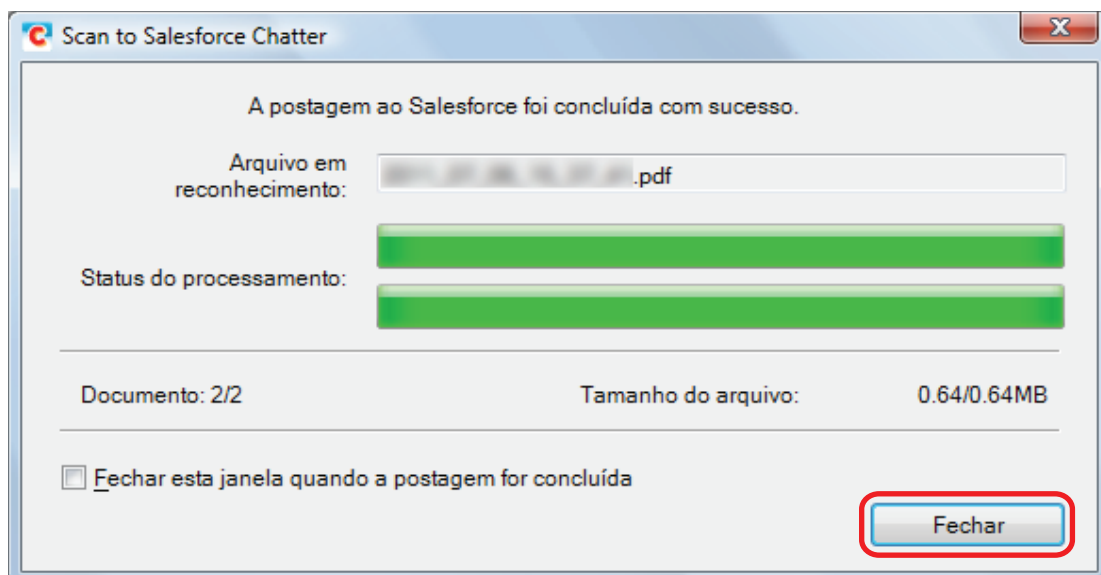 Scan to Salesforce Chatter
A postagem ao Salesforce foi concluída com sucesso.
Arquivo em
reconhecimento:
.pdf
Status do processamento:
Documento: 2/2 Tamanho do arquivo: 0.64/0.64MB
Fechar esta janela quando a postagem for concluída
Fechar